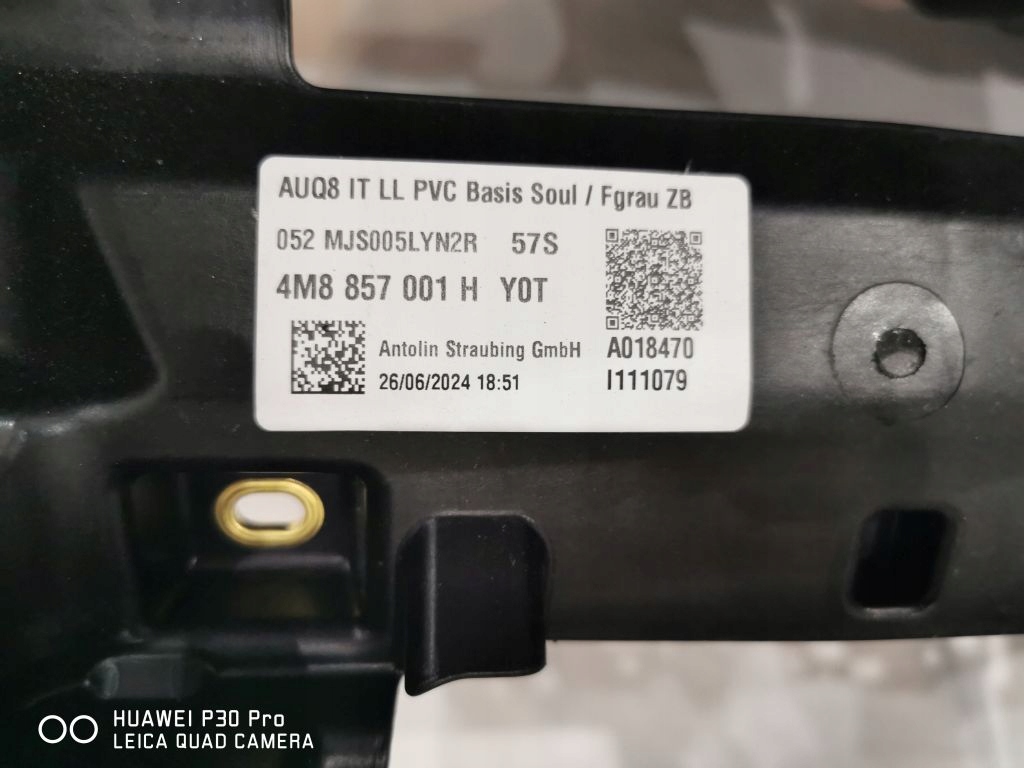 AUQ8 IT LL PVC Basis Soul / Fgrau ZB
052 MJS005LYN2R 57S
4M8 857 001 H Y0T
Antolin Straubing GmbH
26/06/2024 18:51
A018470
I111079
HUAWEI P30 Pro
LEICA QUAD CAMERA